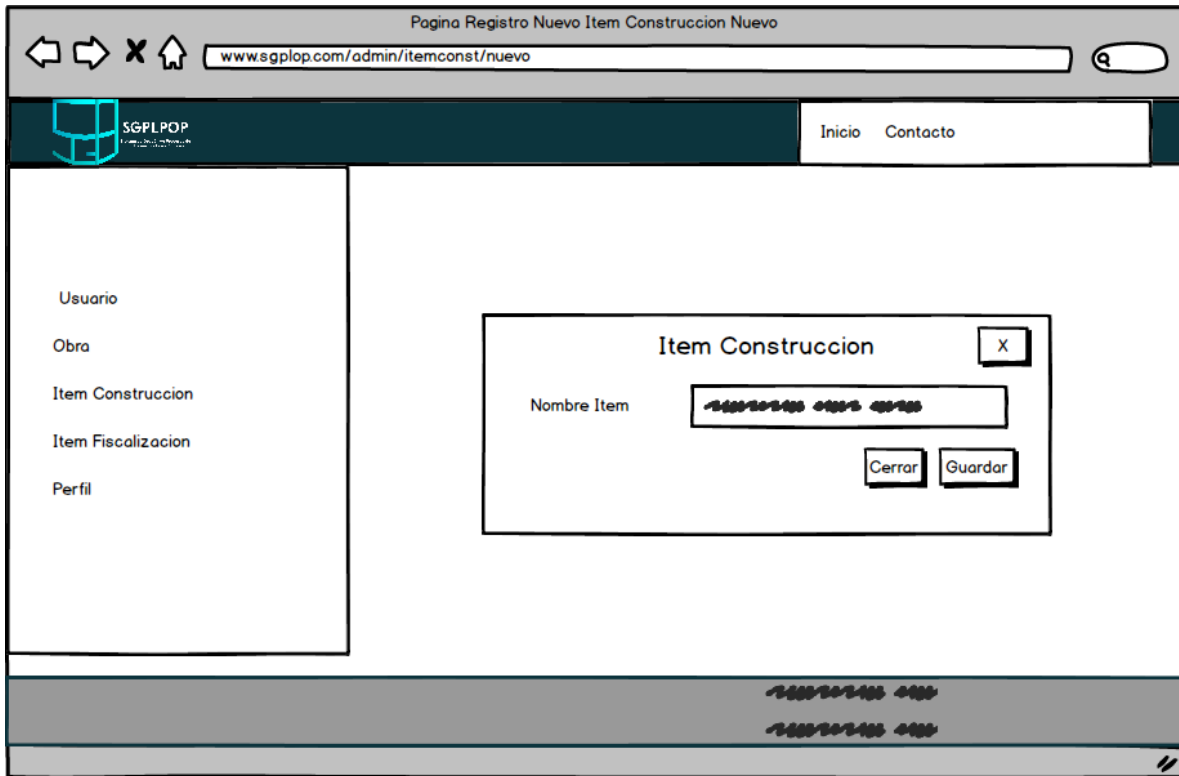 Pagina Registro Nuevo Item Construccion Nuevo
www.sgplop.com/admin/itemconst/nuevo
SGPLPOP
Inicio Contacto
Usuario
Obra
Item Construccion
Item Fiscalizacion
Perfil
Item Construccion X
Nombre Item
Cerrar Guardar